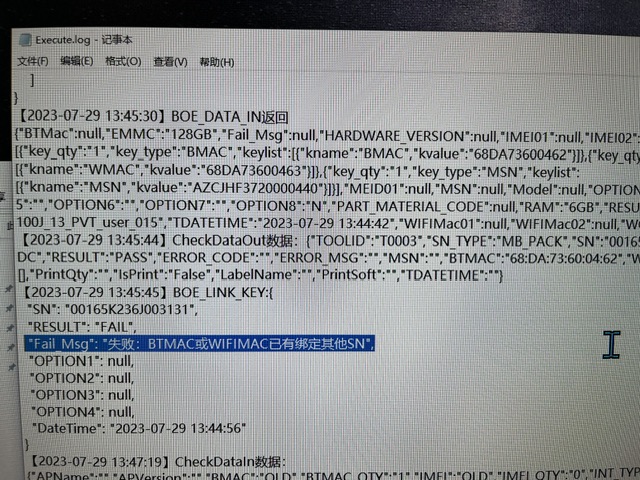 Execute.log - 记事本
文件(F) 编辑(E) 格式(O) 查看(V) 帮助(H)
]
}
【2023-07-29 13:45:30】BOE_DATA_IN返回
{"BTMac":null,"EMMC":"128GB","Fail_Msg":null,"HARDWARE_VERSION":null,"IMEI01":null,"IMEI02":
[{"key_qty":"1","key_type":"BMAC","keylist":[{"kname":"BMAC","kvalue":"68DA73600462"}]},{"key_qty":
[{"kname":"WMAC","kvalue":"68DA73600463"}]},{"key_qty":"1","key_type":"MSN","keylist":
[{"kname":"MSN","kvalue":"AZCJHF3720000440"}]}],"MEID01":null,"MSN":null,"Model":null,"OPTION
5":"","OPTION6":"","OPTION7":"","OPTION8":"N","PART_MATERIAL_CODE":null,"RAM":"6GB","RESU
100J_13_PVT_user_015","TDATETIME":"2023-07-29 13:44:42","WIFIMac01":null,"WIFIMac02":null,"WO
【2023-07-29 13:45:44】CheckDataOut数据: {"TOOLID":"T0003","SN_TYPE":"MB_PACK","SN":"00165
DC","RESULT":"PASS","ERROR_CODE":"","ERROR_MSG":"","MSN":"","BTMAC":"68:DA:73:60:04:62","W
[],"PrintQty":"","IsPrint":"False","LabelName":"","PrintSoft":"","TDATETIME":""}
【2023-07-29 13:45:45】BOE_LINK_KEY:{
"SN": "00165K236J003131",
"RESULT": "FAIL",
"Fail_Msg": "失败：BTMAC或WIFIMAC已有绑定其他SN",
"OPTION1": null,
"OPTION2": null,
"OPTION3": null,
"OPTION4": null,
"DateTime": "2023-07-29 13:44:56"
}
【2023-07-29 13:47:19】CheckDataIn数据:
{"APName":"","APVersion":"","BMAC":"OLD","BTMAC_QTY":"1","IMEI":"OLD","IMEI_QTY":"0","INT_TYP